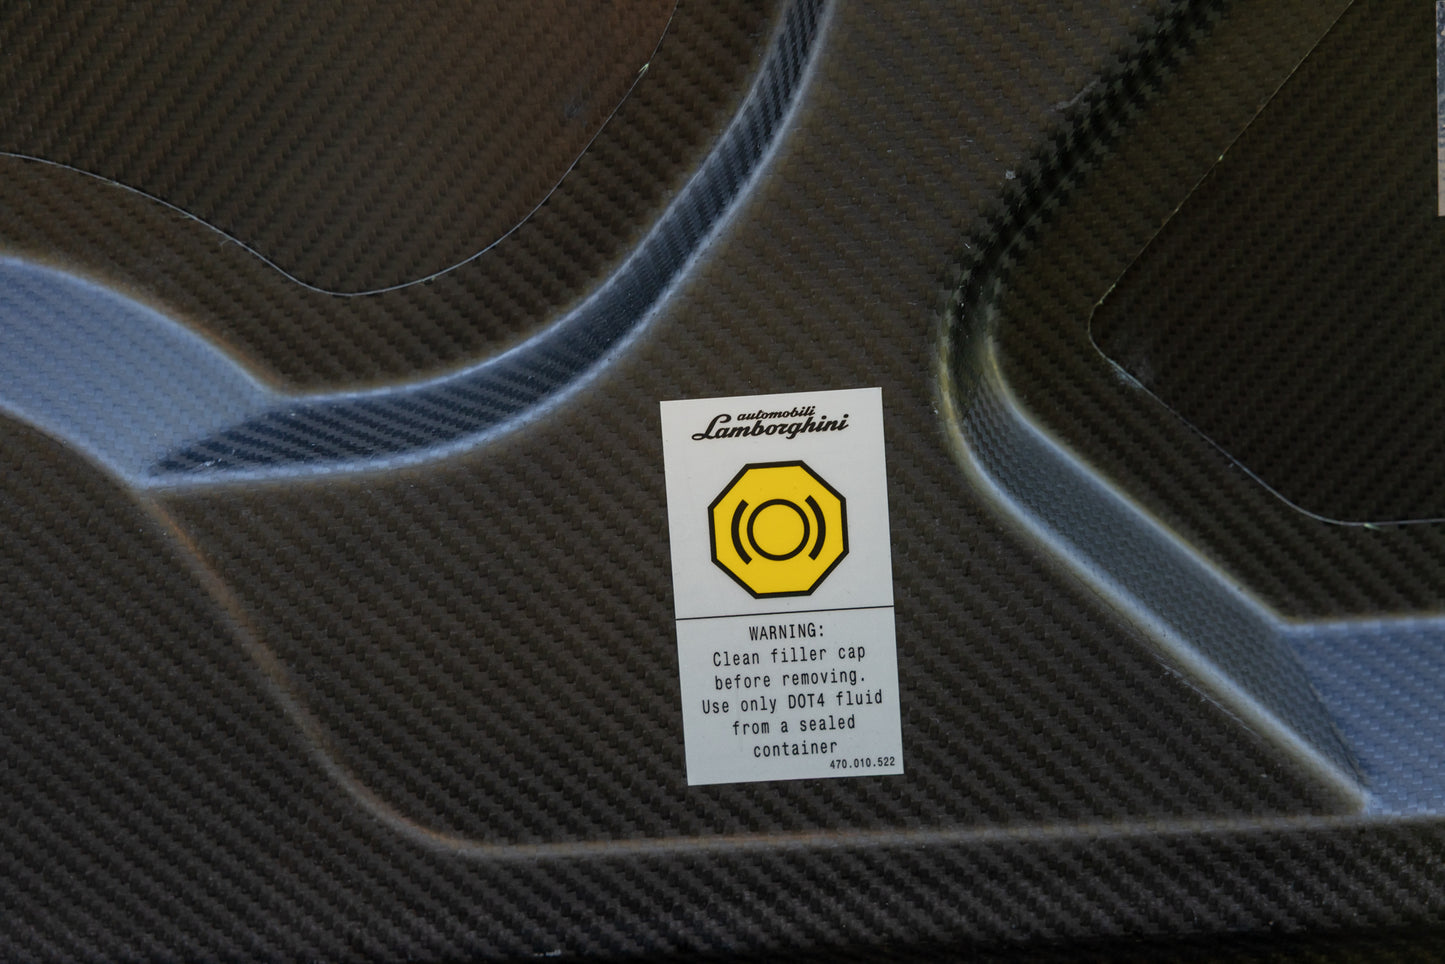 automobili
Lamborghini
WARNING:
Clean filler cap
before removing.
Use only DOT4 fluid
from a sealed
container
470.010.522